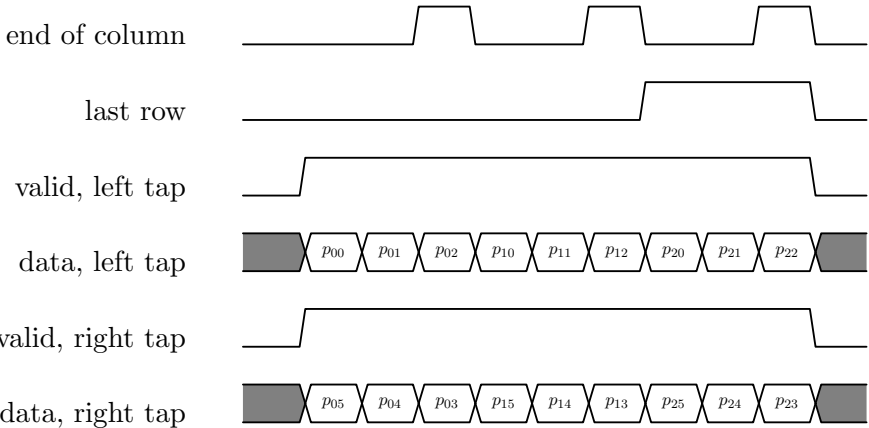 end of column
last row
valid, left tap
data, left tap p00 p01 p02 p10 p11 p12 p20 p21 p22
valid, right tap
data, right tap p05 p04 p03 p15 p14 p13 p25 p24 p23